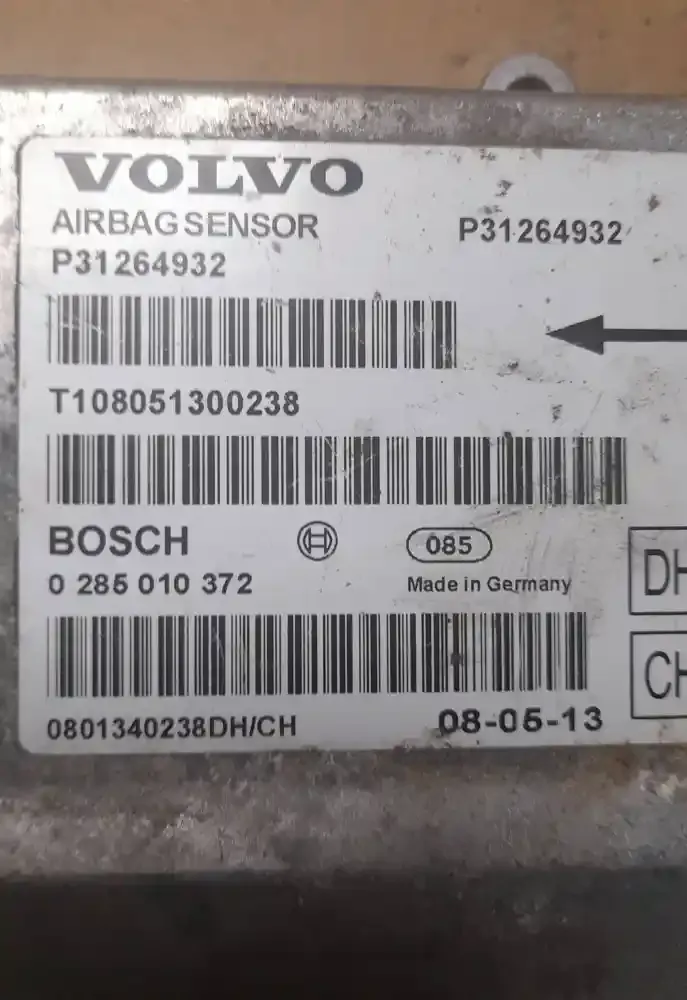 VOLVO
AIRBAG SENSOR
P31264932
P31264932
T108051300238
BOSCH
085
0 285 010 372
Made in Germany
DH
CH
0801340238DH/CH
08-05-13